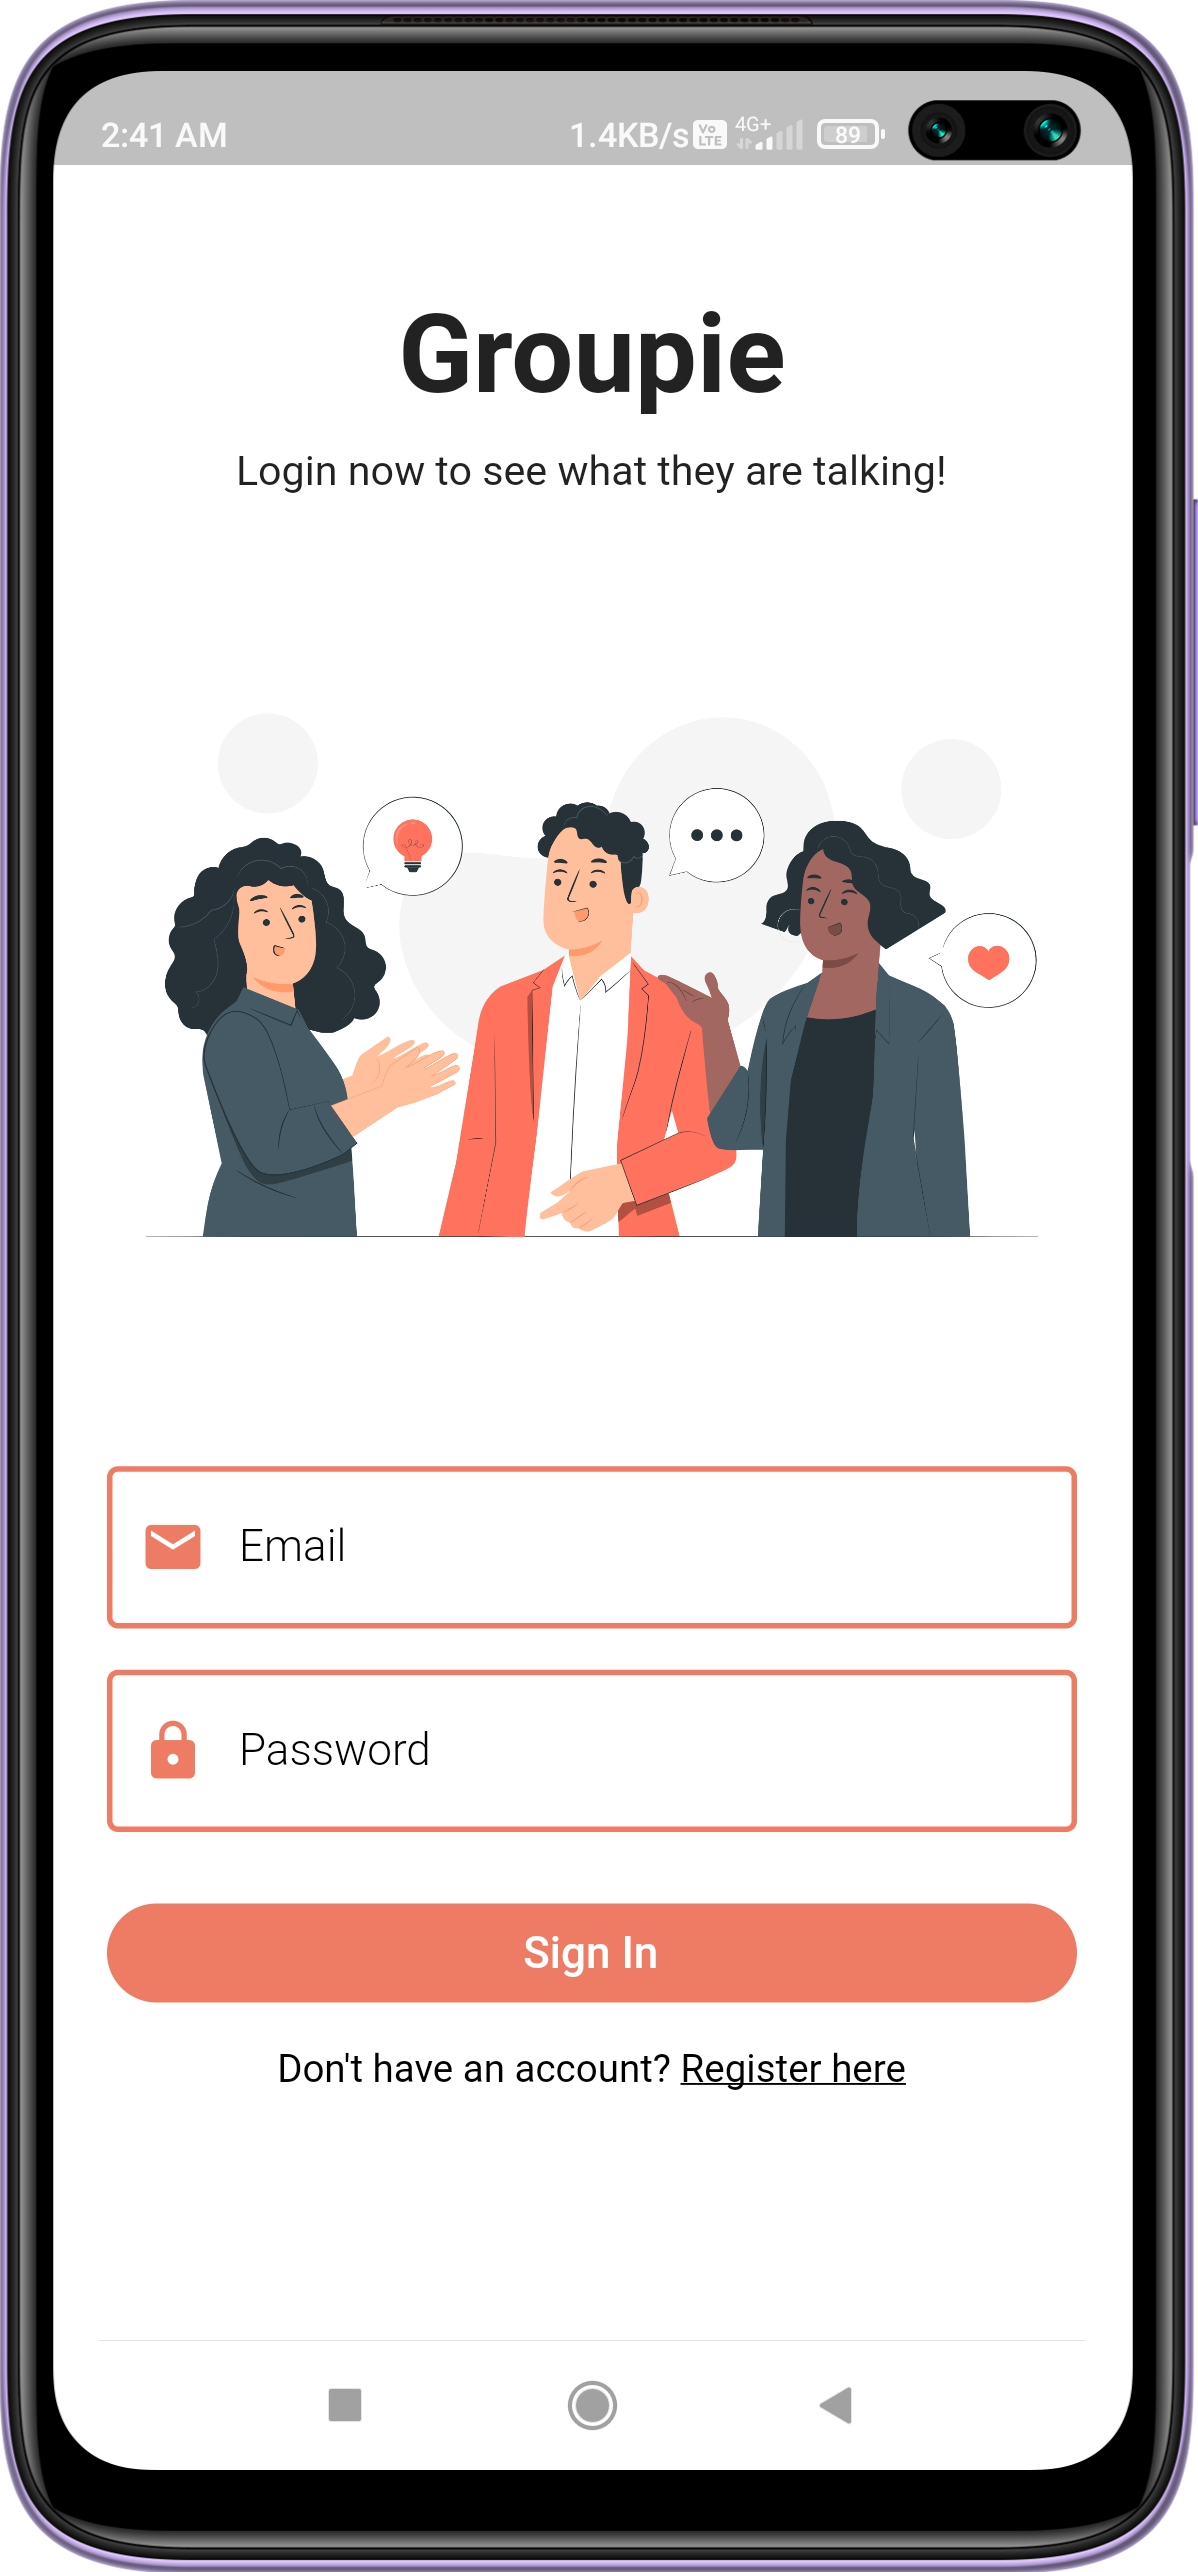 2:41 AM 1.4KB/s Vo LTE 4G+ 89
Groupie
Login now to see what they are talking!
Email
Password
Sign In
Don't have an account? Register here